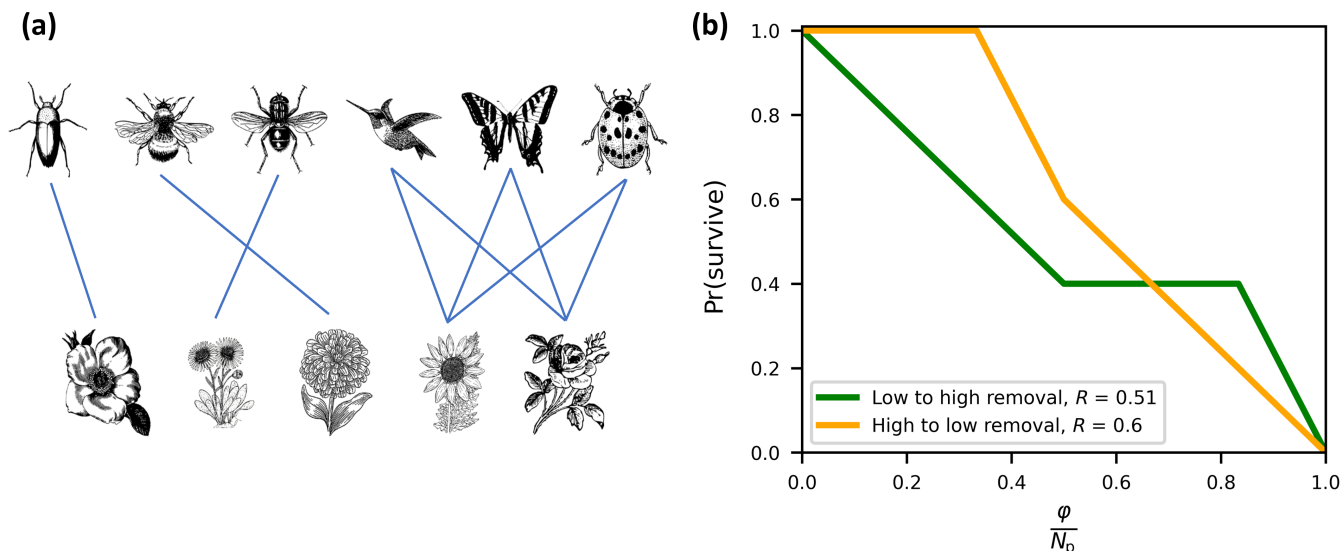 (a)
(b)
1.0
0.8
0.6
0.4
0.2
0.0
Pr(survive)
Low to high removal, R = 0.51
High to low removal, R = 0.6
0.0 0.2 0.4 0.6 0.8 1.0
φ
Np